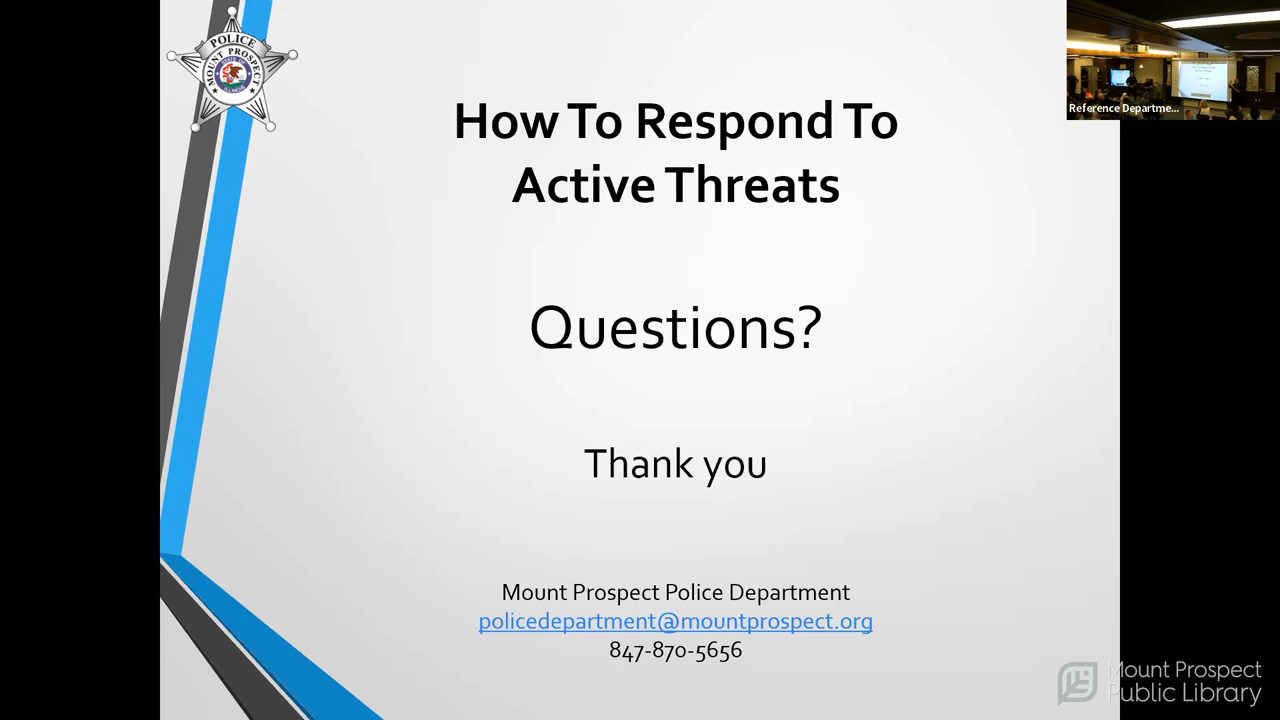 POLICE
MOUNT PROSPECT
ILLINOIS
How To Respond To
Active Threats
Reference Departme...
Questions?
Thank you
Mount Prospect Police Department
policedepartment@mountprospect.org
847-870-5656
Mount Prospect
Public Library